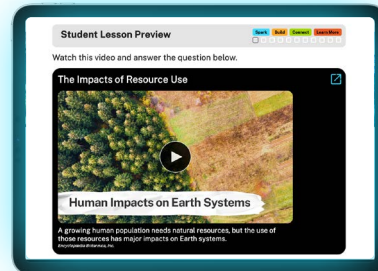 Student Lesson Preview
Spark Build Connect Learn More
Watch this video and answer the question below.
The Impacts of Resource Use
Human Impacts on Earth Systems
A growing human population needs natural resources, but the use of
those resources has major impacts on Earth systems.
Encyclopædia Britannica, Inc.